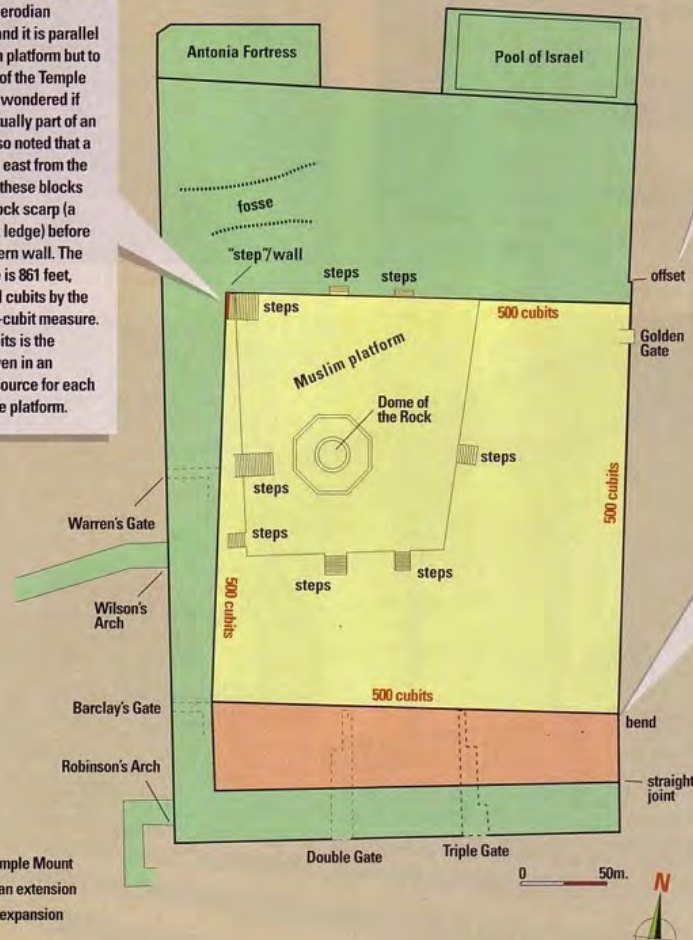 erodian
and it is parallel
n platform but to
of the Temple
wondered if
ually part of an
so noted that a
east from the
these blocks
ock scarp (a
ledge) before
ern wall. The
e is 861 feet,
l cubits by the
-cubit measure.
its is the
en in an
ource for each
e platform.
Antonia Fortress
Pool of Israel
fosse
"step"/wall
steps
steps
steps
offset
500 cubits
Golden
Gate
Muslim platform
Dome of
the Rock
steps
steps
500 cubits
Warren's Gate
steps
steps
steps
Wilson's
Arch
500 cubits
500 cubits
Barclay's Gate
bend
Robinson's Arch
straight
joint
Double Gate
Triple Gate
mple Mount
an extension
expansion
0 50m.
N